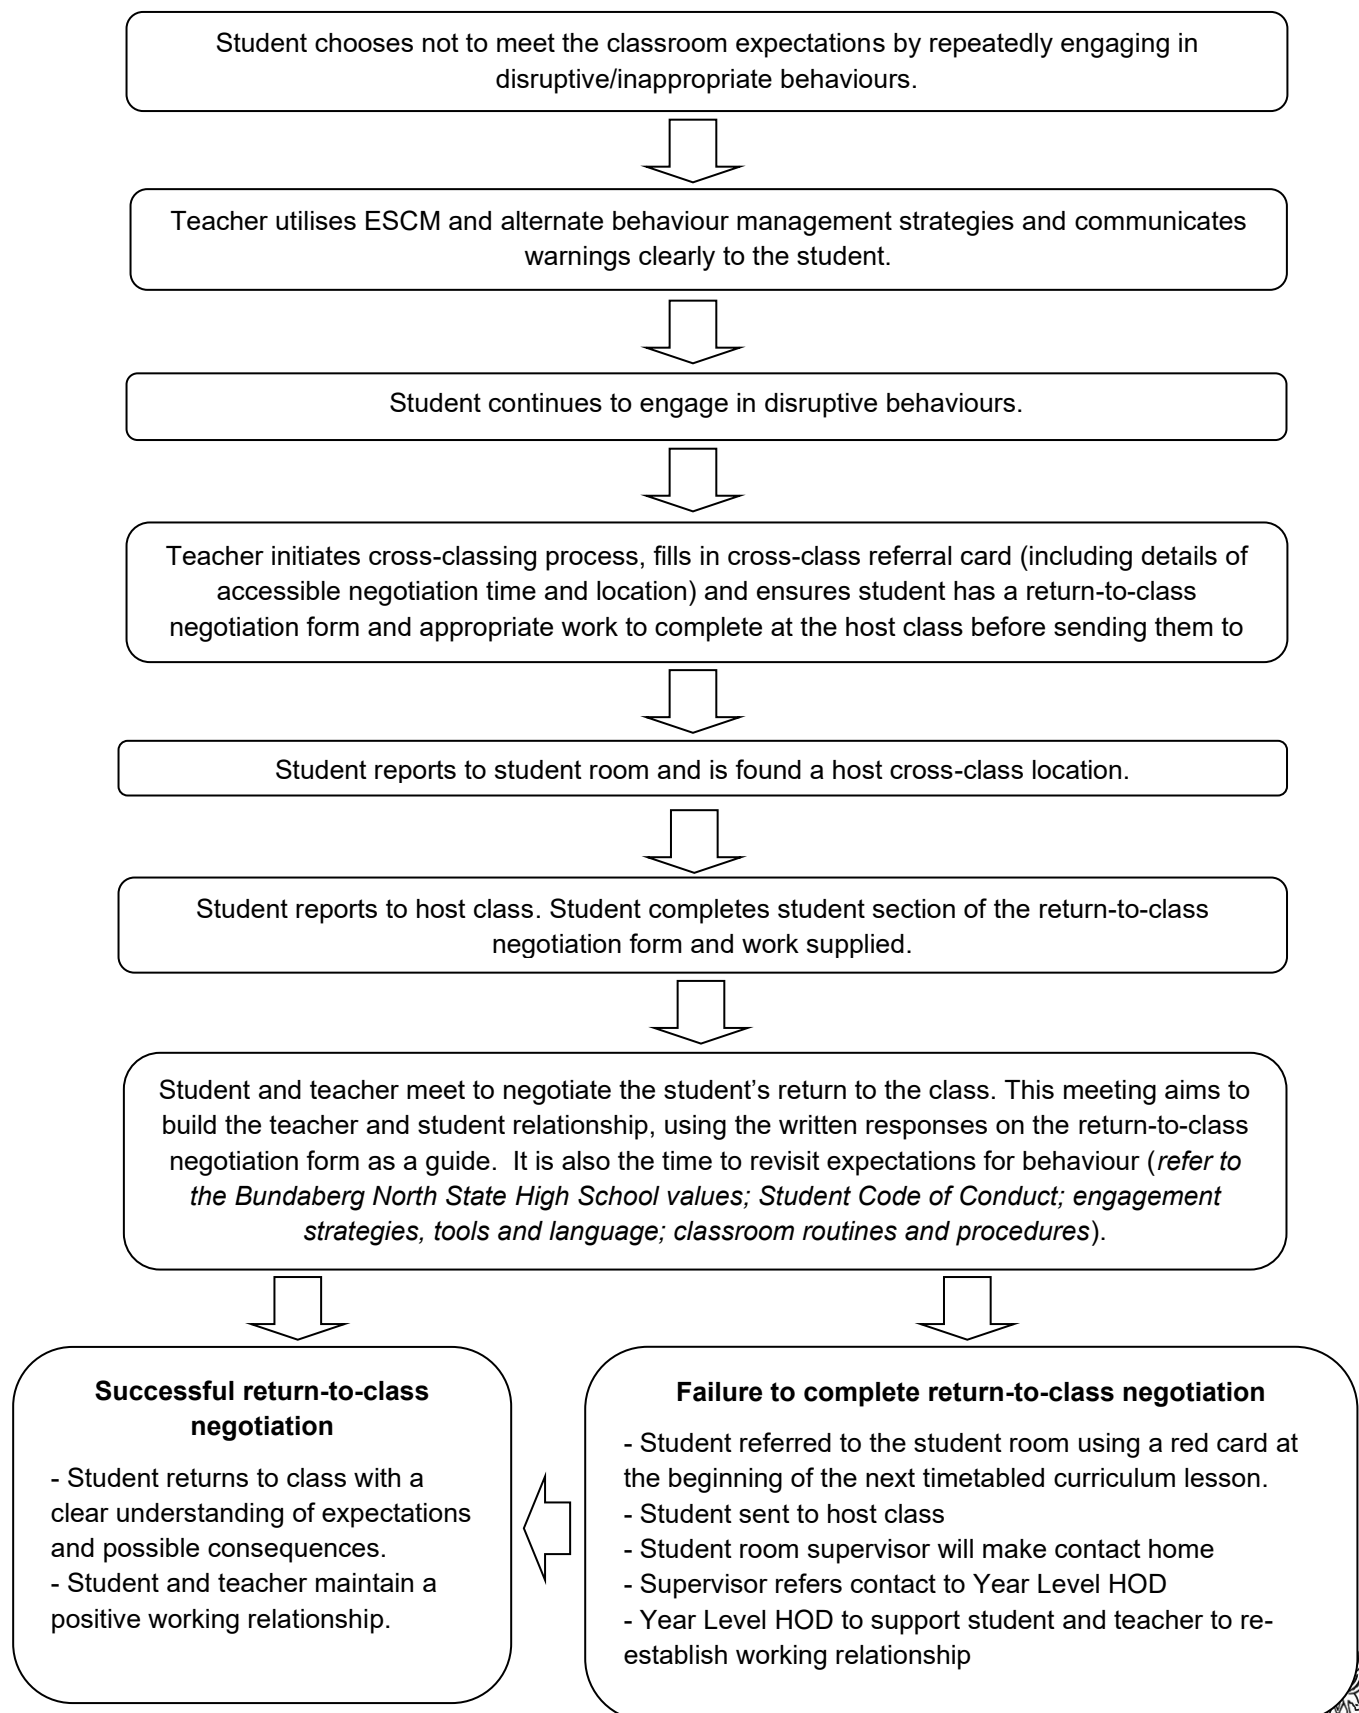 Student chooses not to meet the classroom expectations by repeatedly engaging in
disruptive/inappropriate behaviours.
Teacher utilises ESCM and alternate behaviour management strategies and communicates
warnings clearly to the student.
Student continues to engage in disruptive behaviours.
Teacher initiates cross-classing process, fills in cross-class referral card (including details of
accessible negotiation time and location) and ensures student has a return-to-class
negotiation form and appropriate work to complete at the host class before sending them to
Student reports to student room and is found a host cross-class location.
Student reports to host class. Student completes student section of the return-to-class
negotiation form and work supplied.
Student and teacher meet to negotiate the student’s return to the class. This meeting aims to
build the teacher and student relationship, using the written responses on the return-to-class
negotiation form as a guide.  It is also the time to revisit expectations for behaviour (refer to
the Bundaberg North State High School values; Student Code of Conduct; engagement
strategies, tools and language; classroom routines and procedures).
Successful return-to-class
negotiation
- Student returns to class with a
clear understanding of expectations
and possible consequences.
- Student and teacher maintain a
positive working relationship.
Failure to complete return-to-class negotiation
- Student referred to the student room using a red card at
the beginning of the next timetabled curriculum lesson.
- Student sent to host class
- Student room supervisor will make contact home
- Supervisor refers contact to Year Level HOD
- Year Level HOD to support student and teacher to re-
establish working relationship